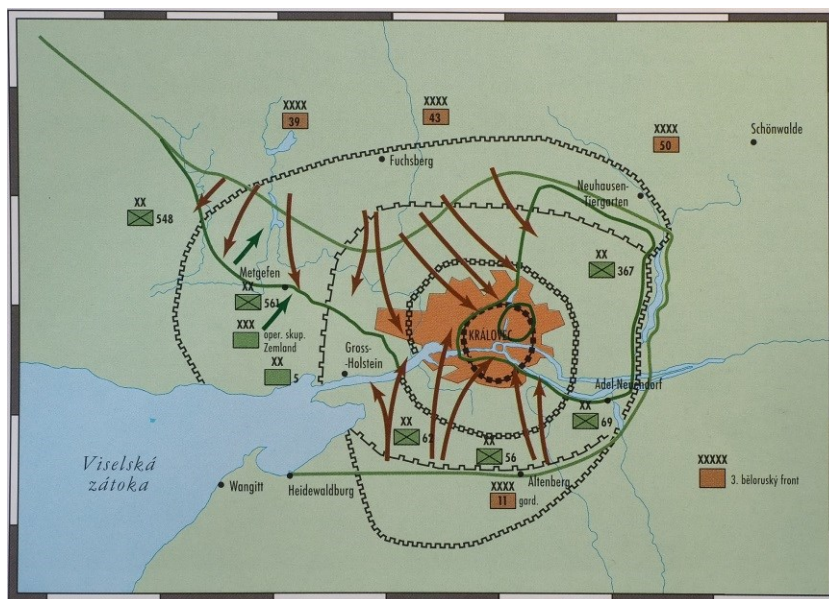 XXXX
39
XXXX
43
XXXX
50
Schönwalde
Fuchsberg
Neuhausen-
Tiergarten
XX
548
XX
367
Metgefen
XX
561
XXX
oper. skup.
Zemland
KRÁLOVEC
Gross-
Holstein
XX
5
Adel-Neuendorf
XX
69
XX
62
XX
56
Viselská
zátoka
Wangitt
Heidewaldburg
Altenberg
XXXX
11 gard.
XXXXX
3. běloruský front